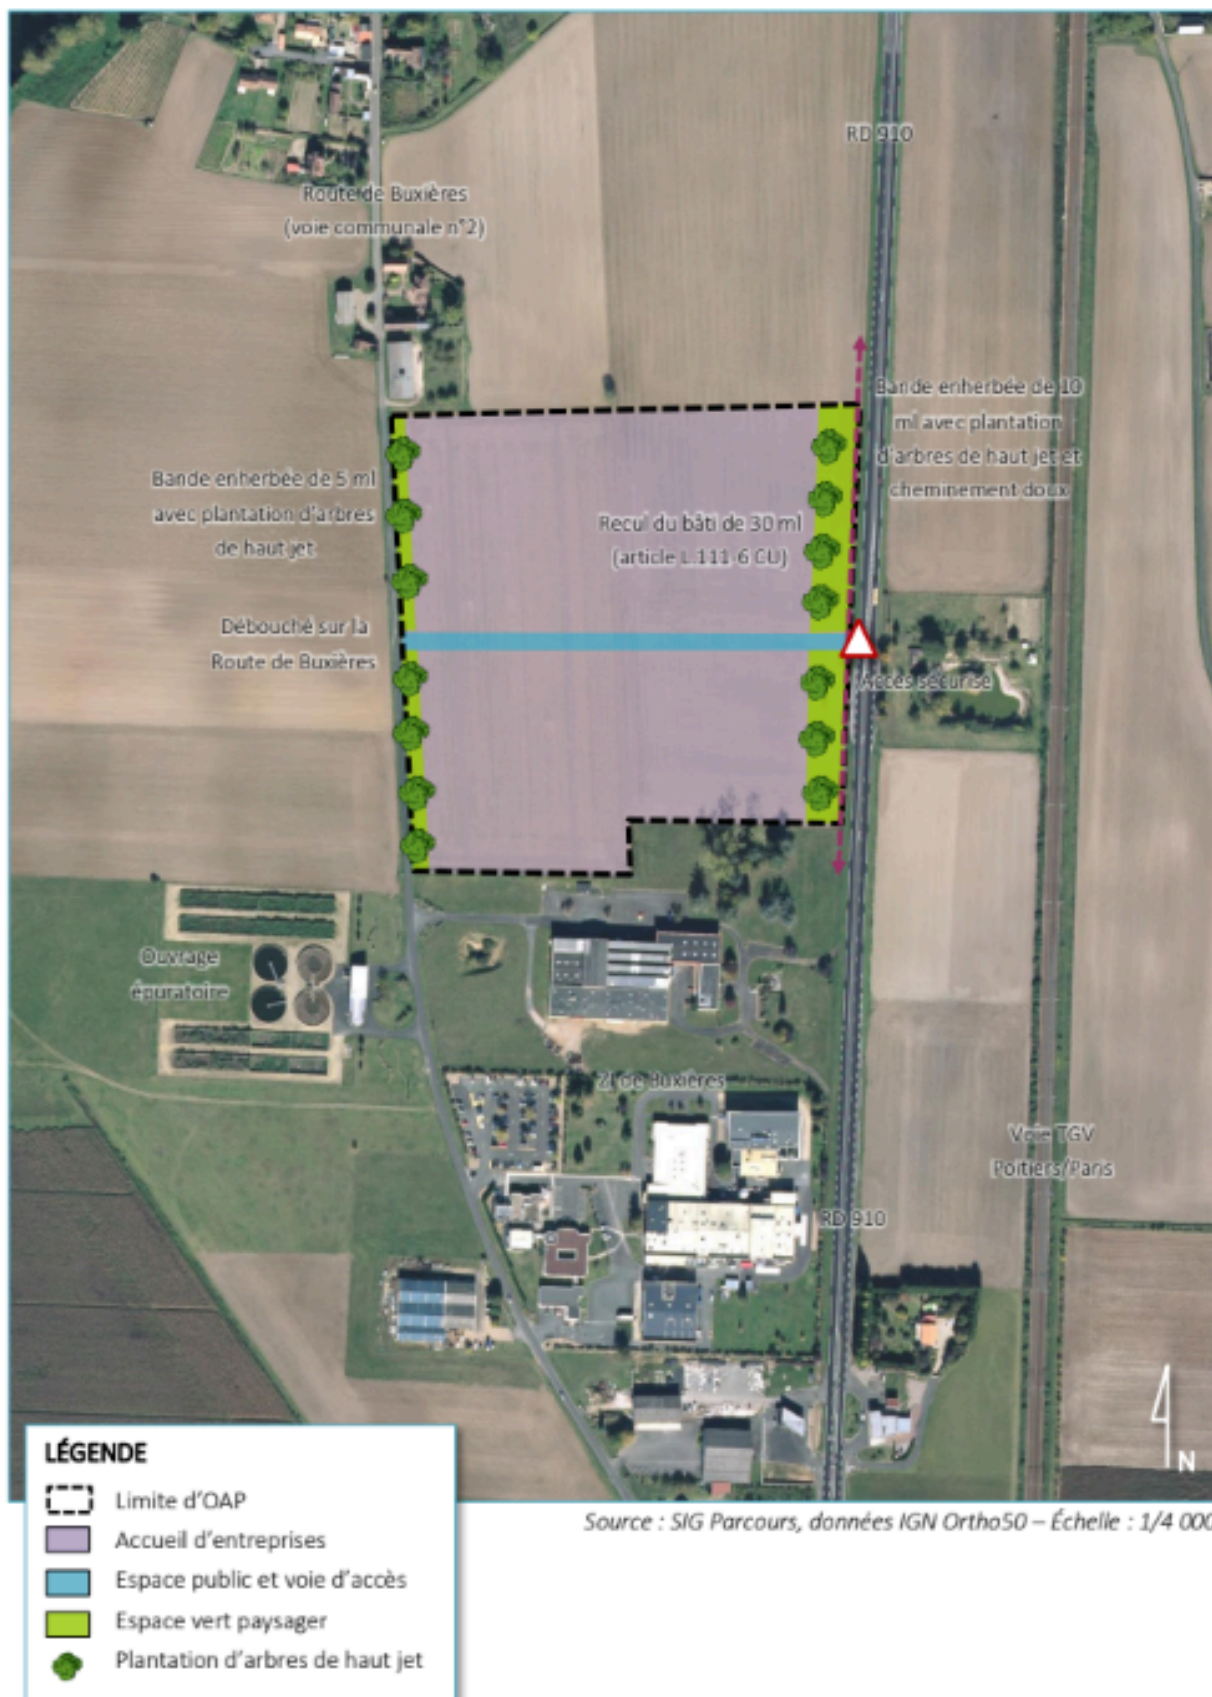 RD 910
Route de Buxières
(voie communale n°2)
Bande enherbée de 10
ml avec plantation
d'arbres de haut jet et
cheminement doux
Bande enherbée de 5 ml
avec plantation d'arbres
de haut jet
Recul du bâti de 30 ml
(article L.111-6 CU)
Débouché sur la
Route de Buxières
Accès sécurisé
Ouvrage
épuratoire
ZI de Buxières
Voie TGV
Poitiers/Paris
RD 910
N
LÉGENDE
Limite d'OAP
Accueil d'entreprises
Espace public et voie d'accès
Espace vert paysager
Plantation d'arbres de haut jet
Source : SIG Parcours, données IGN Ortho50 – Échelle : 1/4 000